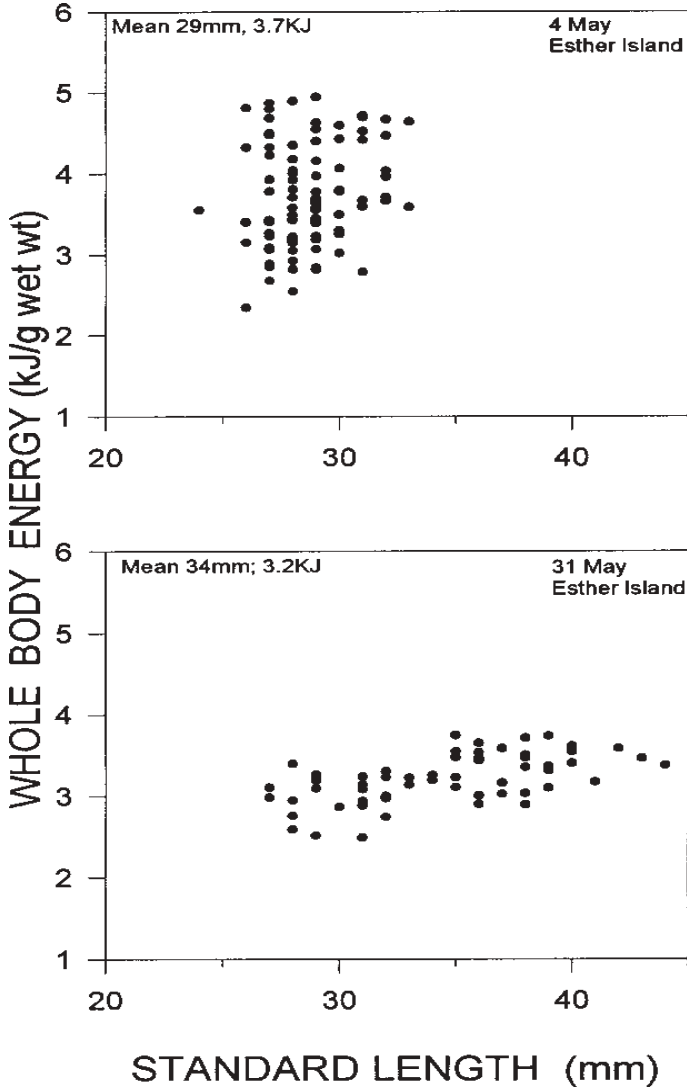 WHOLE BODY ENERGY (kJ/g wet wt)
6
5
4
3
2
1
Mean 29mm, 3.7KJ
4 May
Esther Island
20
30
40
6
5
4
3
2
1
Mean 34mm; 3.2KJ
31 May
Esther Island
20
30
40
STANDARD LENGTH (mm)